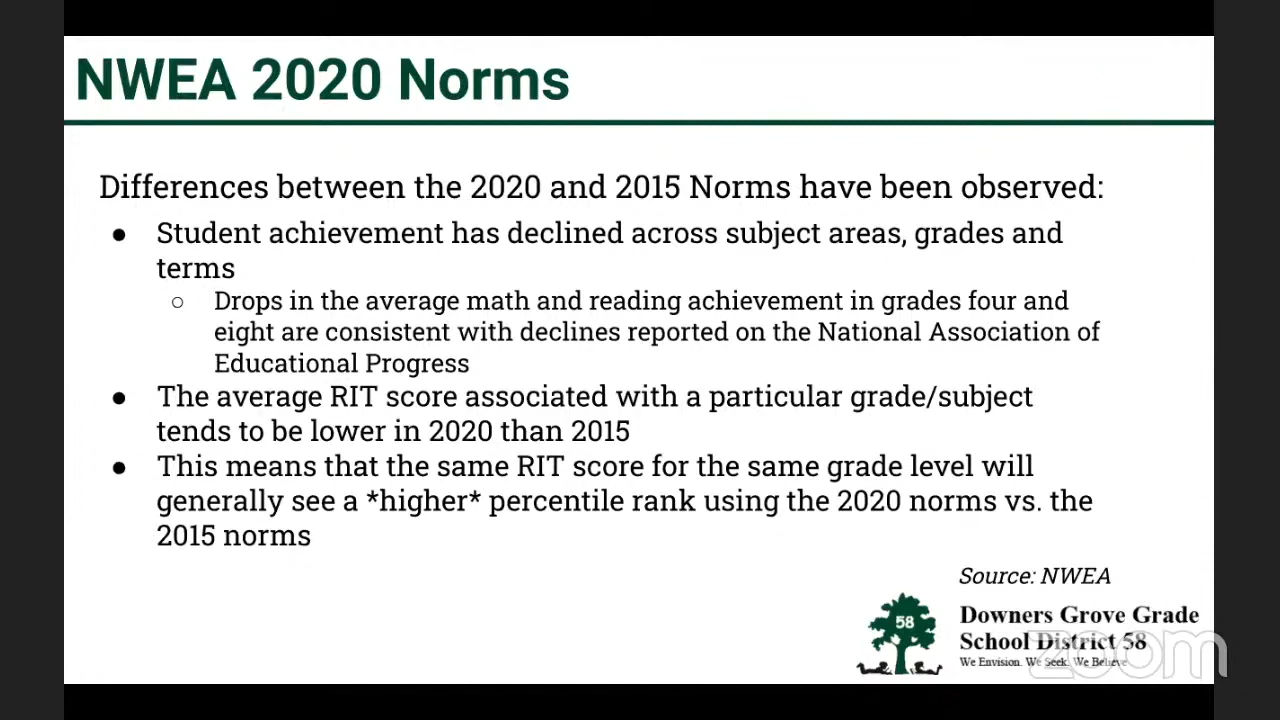 NWEA 2020 Norms
Differences between the 2020 and 2015 Norms have been observed:
● Student achievement has declined across subject areas, grades and
terms
○ Drops in the average math and reading achievement in grades four and
eight are consistent with declines reported on the National Association of
Educational Progress
● The average RIT score associated with a particular grade/subject
tends to be lower in 2020 than 2015
● This means that the same RIT score for the same grade level will
generally see a *higher* percentile rank using the 2020 norms vs. the
2015 norms
Source: NWEA
58
Downers Grove Grade
School District 58
We Envision. We Seek. We Believe
zoom